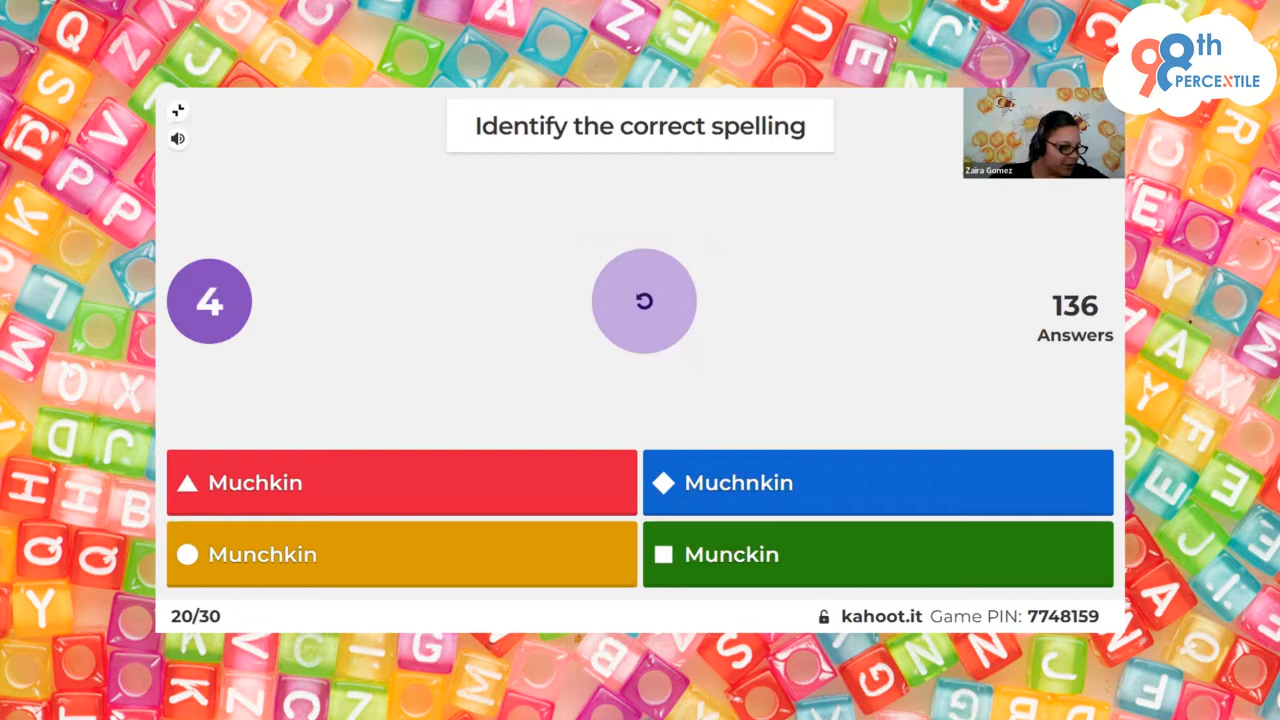 98th
PERCEXTILE
Identify the correct spelling
Zaira Gomez
4
136
Answers
Muchkin
Muchnkin
Munchkin
Munckin
20/30
kahoot.it Game PIN: 7748159